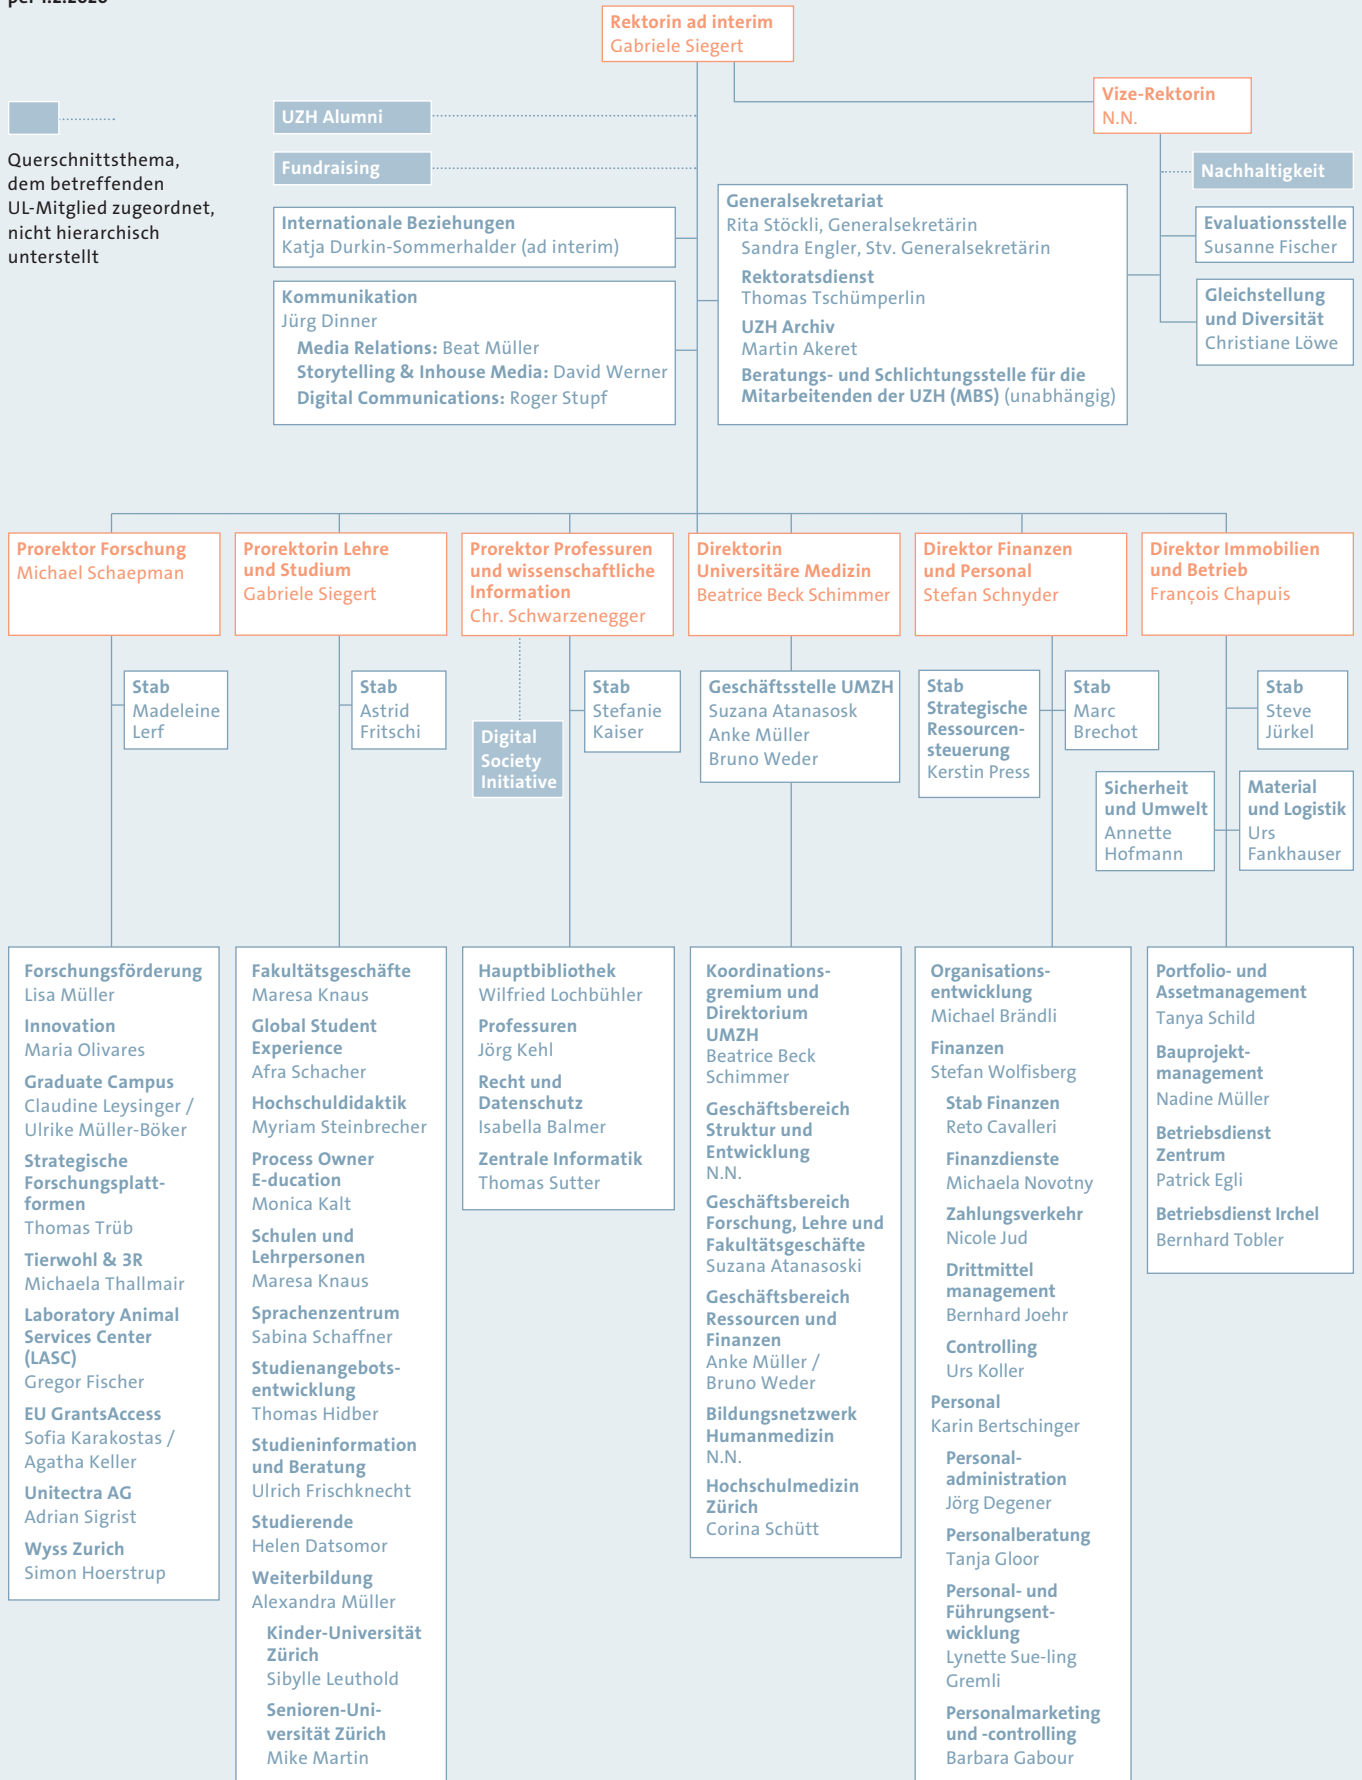 per 1.2.2020
Rektorin ad interim
Gabriele Siegert
Vize-Rektorin
N.N.
Querschnittsthema,
dem betreffenden
UL-Mitglied zugeordnet,
nicht hierarchisch
unterstellt
UZH Alumni
Fundraising
Internationale Beziehungen
Katja Durkin-Sommerhalder (ad interim)
Kommunikation
Jürg Dinner
Media Relations: Beat Müller
Storytelling & Inhouse Media: David Werner
Digital Communications: Roger Stupf
Generalsekretariat
Rita Stöckli, Generalsekretärin
Sandra Engler, Stv. Generalsekretärin
Rektoratsdienst
Thomas Tschümperlin
UZH Archiv
Martin Akeret
Beratungs- und Schlichtungsstelle für die
Mitarbeitenden der UZH (MBS) (unabhängig)
Nachhaltigkeit
Evaluationsstelle
Susanne Fischer
Gleichstellung
und Diversität
Christiane Löwe
Prorektor Forschung
Michael Schaepman
Prorektorin Lehre
und Studium
Gabriele Siegert
Prorektor Professuren
und wissenschaftliche
Information
Chr. Schwarzenegger
Direktorin
Universitäre Medizin
Beatrice Beck Schimmer
Direktor Finanzen
und Personal
Stefan Schnyder
Direktor Immobilien
und Betrieb
François Chapuis
Stab
Madeleine
Lerf
Stab
Astrid
Fritschi
Digital
Society
Initiative
Stab
Stefanie
Kaiser
Geschäftsstelle UMZH
Suzana Atanasosk
Anke Müller
Bruno Weder
Stab
Strategische
Ressourcen-
steuerung
Kerstin Press
Stab
Marc
Brechot
Stab
Steve
Jürkel
Sicherheit
und Umwelt
Annette
Hofmann
Material
und Logistik
Urs
Fankhauser
Forschungsförderung
Lisa Müller
Innovation
Maria Olivares
Graduate Campus
Claudine Leysinger /
Ulrike Müller-Böker
Strategische
Forschungsplatt-
formen
Thomas Trüb
Tierwohl & 3R
Michaela Thallmair
Laboratory Animal
Services Center
(LASC)
Gregor Fischer
EU GrantsAccess
Sofia Karakostas /
Agatha Keller
Unitectra AG
Adrian Sigrist
Wyss Zurich
Simon Hoerstrup
Fakultätsgeschäfte
Maresa Knaus
Global Student
Experience
Afra Schacher
Hochschuldidaktik
Myriam Steinbrecher
Process Owner
E-ducation
Monica Kalt
Schulen und
Lehrpersonen
Maresa Knaus
Sprachenzentrum
Sabina Schaffner
Studienangebots-
entwicklung
Thomas Hidber
Studieninformation
und Beratung
Ulrich Frischknecht
Studierende
Helen Datsomor
Weiterbildung
Alexandra Müller
Kinder-Universität
Zürich
Sibylle Leuthold
Senioren-Uni-
versität Zürich
Mike Martin
Hauptbibliothek
Wilfried Lochbühler
Professuren
Jörg Kehl
Recht und
Datenschutz
Isabella Balmer
Zentrale Informatik
Thomas Sutter
Koordinations-
gremium und
Direktorium
UMZH
Beatrice Beck
Schimmer
Geschäftsbereich
Struktur und
Entwicklung
N.N.
Geschäftsbereich
Forschung, Lehre und
Fakultätsgeschäfte
Suzana Atanasoski
Geschäftsbereich
Ressourcen und
Finanzen
Anke Müller /
Bruno Weder
Bildungsnetzwerk
Humanmedizin
N.N.
Hochschulmedizin
Zürich
Corina Schütt
Organisations-
entwicklung
Michael Brändli
Finanzen
Stefan Wolfisberg
Stab Finanzen
Reto Cavalleri
Finanzdienste
Michaela Novotny
Zahlungsverkehr
Nicole Jud
Drittmittel
management
Bernhard Joehr
Controlling
Urs Koller
Personal
Karin Bertschinger
Personal-
administration
Jörg Degener
Personalberatung
Tanja Gloor
Personal- und
Führungsent-
wicklung
Lynette Sue-ling
Gremli
Personalmarketing
und -controlling
Barbara Gabour
Portfolio- und
Assetmanagement
Tanya Schild
Bauprojekt-
management
Nadine Müller
Betriebsdienst
Zentrum
Patrick Egli
Betriebsdienst Irchel
Bernhard Tobler